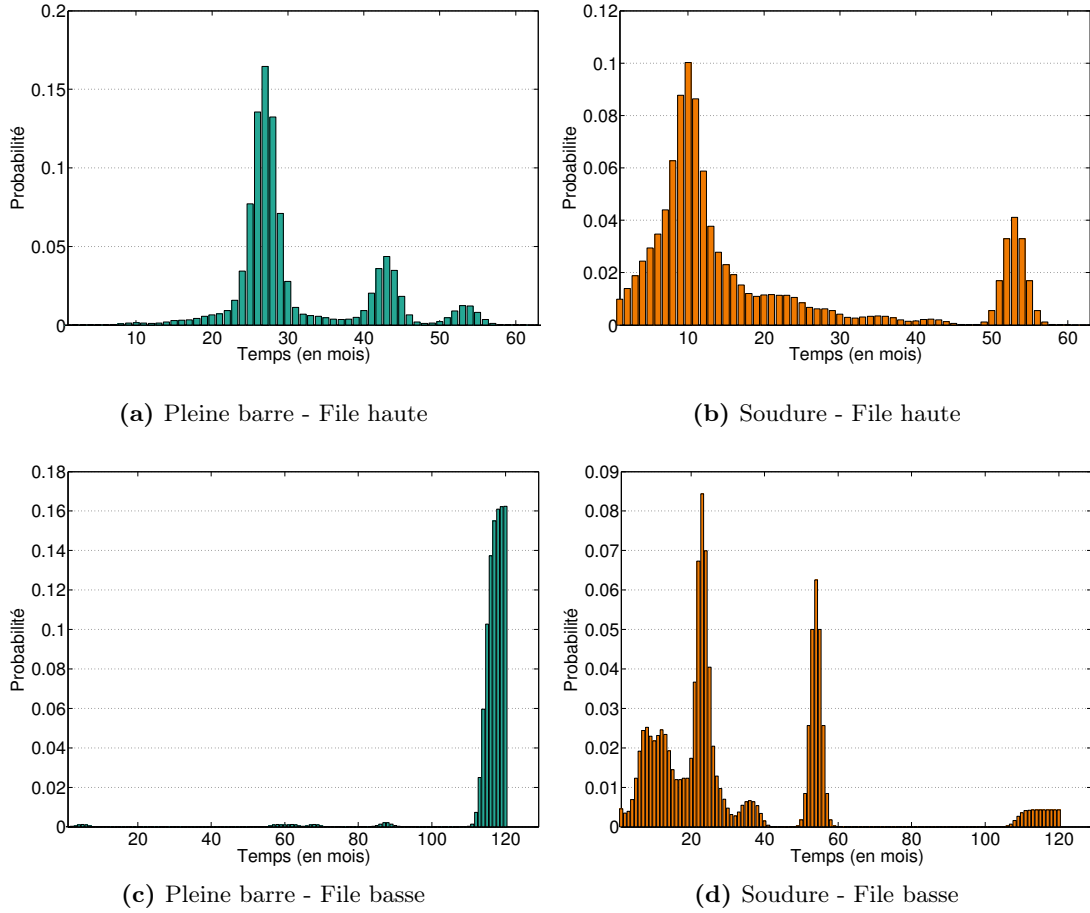 0.2
0.15
0.1
0.05
0
10 20 30 40 50 60
Probabilité
Temps (en mois)
(a) Pleine barre - File haute
0.12
0.1
0.08
0.06
0.04
0.02
0
10 20 30 40 50 60
Probabilite
Temps (en mois)
(b) Soudure - File haute
0.18
0.16
0.14
0.12
0.1
0.08
0.06
0.04
0.02
0
20 40 60 80 100 120
Probabilité
Temps (en mois)
(c) Pleine barre - File basse
0.09
0.08
0.07
0.06
0.05
0.04
0.03
0.02
0.01
0
20 40 60 80 100 120
Probabilité
Temps (en mois)
(d) Soudure - File basse